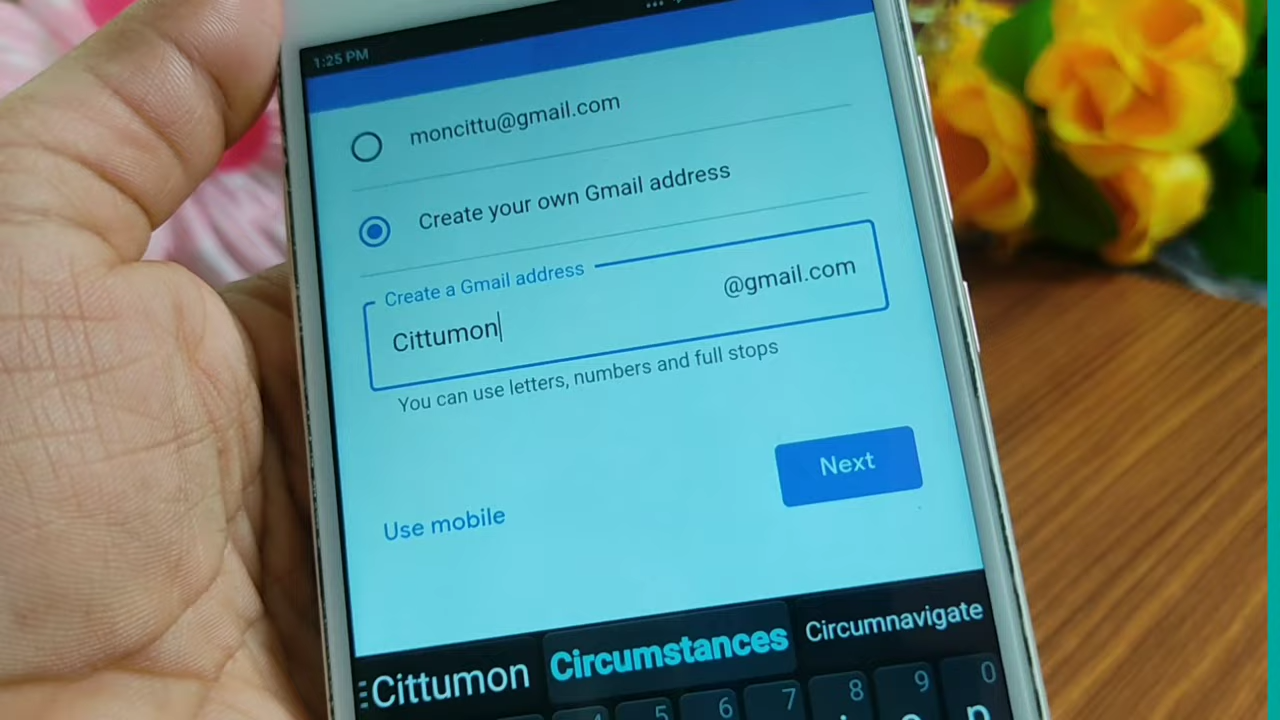 1:25 PM
moncittu@gmail.com
Create your own Gmail address
Create a Gmail address
Cittumon @gmail.com
You can use letters, numbers and full stops
Next
Use mobile
Cittumon Circumstances Circumnavigate
5 6 7 8 9 0
p